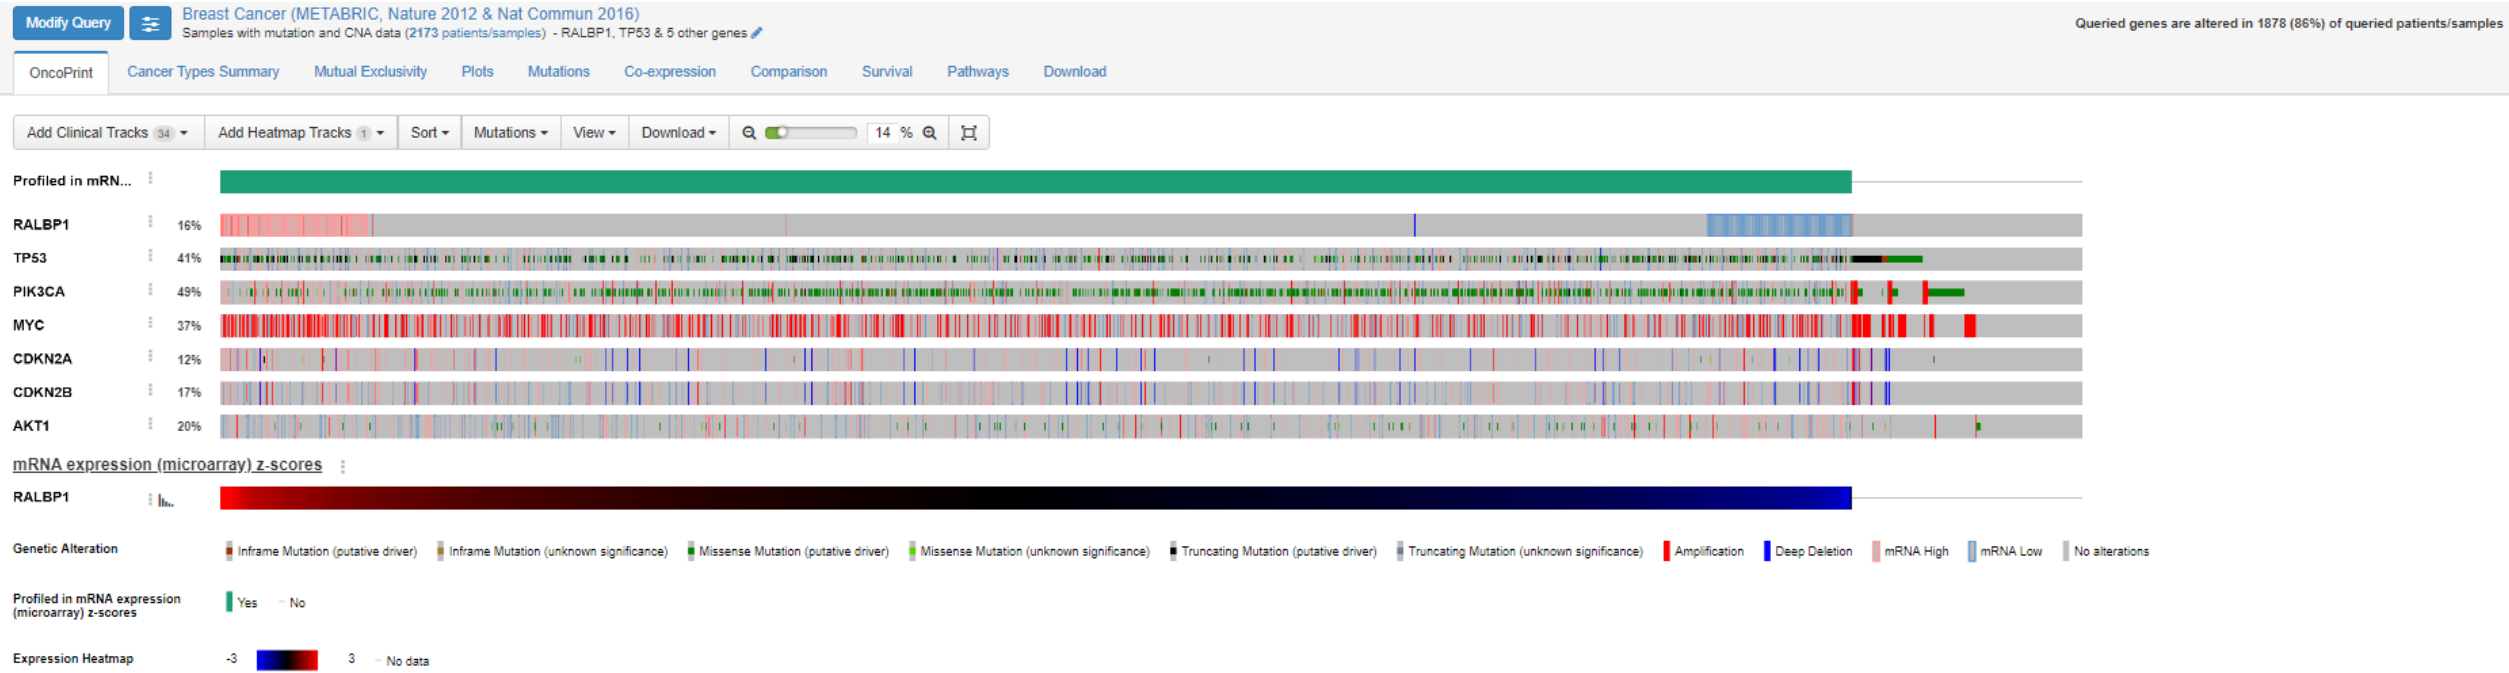 Modify Query
Breast Cancer (METABRIC, Nature 2012 & Nat Commun 2016)
Samples with mutation and CNA data (2173 patients/samples) - RALBP1, TP53 & 5 other genes
Queried genes are altered in 1878 (86%) of queried patients/samples
OncoPrint Cancer Types Summary Mutual Exclusivity Plots Mutations Co-expression Comparison Survival Pathways Download
Add Clinical Tracks 34 Add Heatmap Tracks 1 Sort Mutations View Download 14 %
Profiled in mRN...
RALBP1 16%
TP53 41%
PIK3CA 49%
MYC 37%
CDKN2A 12%
CDKN2B 17%
AKT1 20%
mRNA expression (microarray) z-scores
RALBP1
Genetic Alteration Inframe Mutation (putative driver) Inframe Mutation (unknown significance) Missense Mutation (putative driver) Missense Mutation (unknown significance) Truncating Mutation (putative driver) Truncating Mutation (unknown significance) Amplification Deep Deletion mRNA High mRNA Low No alterations
Profiled in mRNA expression
(microarray) z-scores
Yes No
Expression Heatmap -3 3 No data